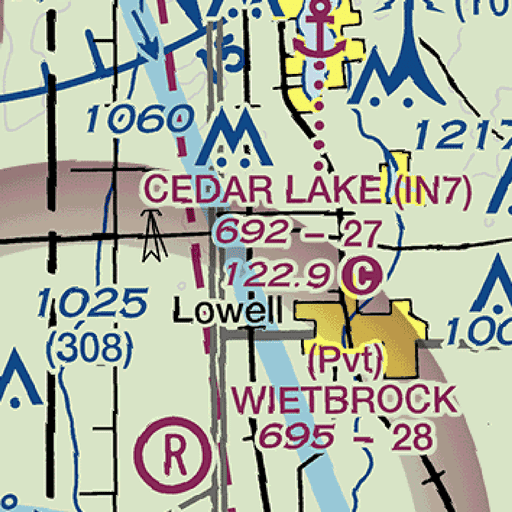 1060
1217
CEDAR LAKE (IN7)
692 – 27
122.9 C
1025
(308)
Lowell
(Pvt)
WIETBROCK
695 – 28
R